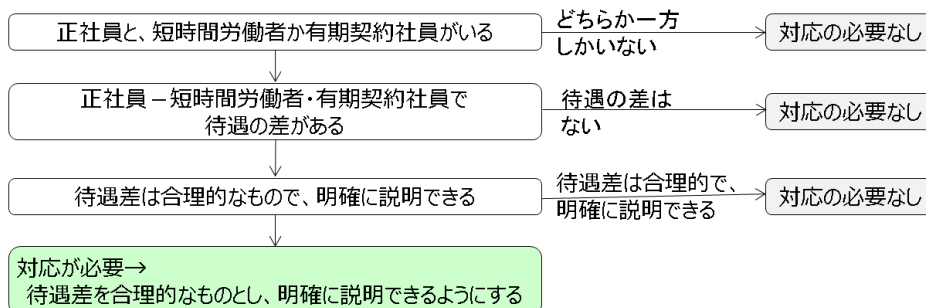 正社員と、短時間労働者か有期契約社員がいる
どちらか一方
しかいない
対応の必要なし
正社員－短時間労働者・有期契約社員で
待遇の差がある
待遇の差は
ない
対応の必要なし
待遇差は合理的なもので、明確に説明できる
待遇差は合理的で、
明確に説明できる
対応の必要なし
対応が必要→
待遇差を合理的なものとし、明確に説明できるようにする